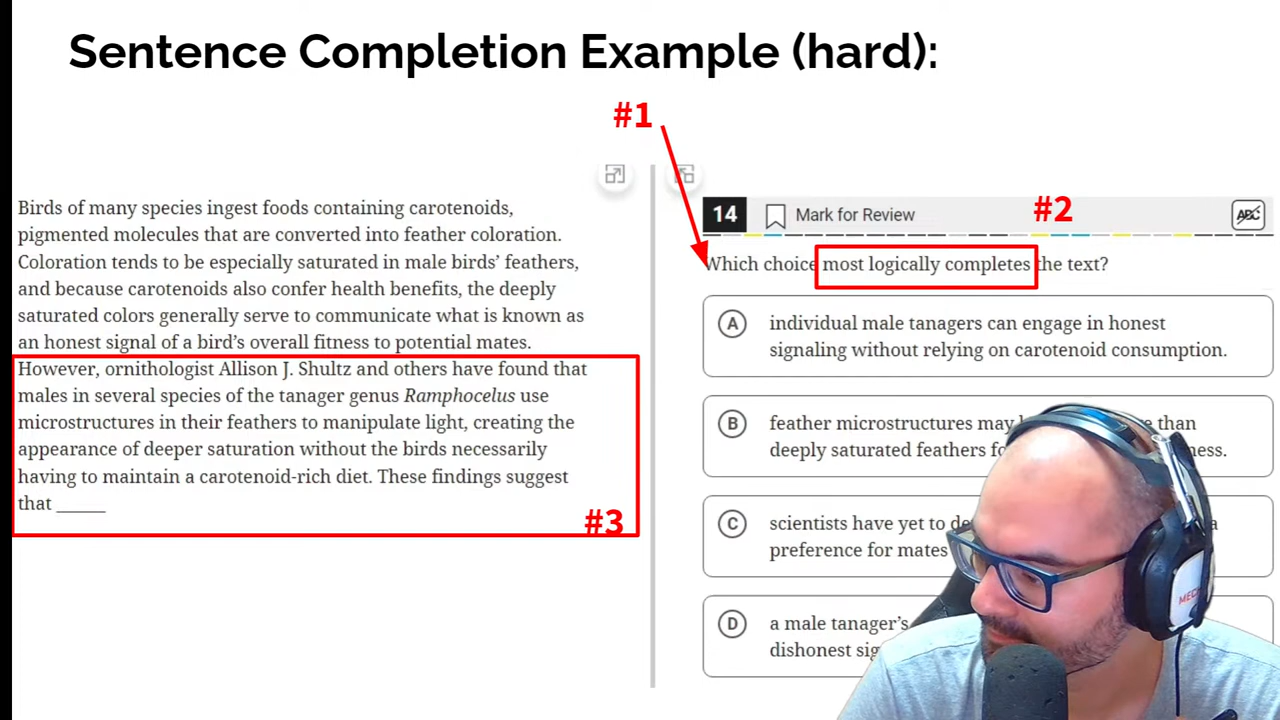 Sentence Completion Example (hard):
#1
Birds of many species ingest foods containing carotenoids,
pigmented molecules that are converted into feather coloration.
Coloration tends to be especially saturated in male birds' feathers,
and because carotenoids also confer health benefits, the deeply
saturated colors generally serve to communicate what is known as
an honest signal of a bird's overall fitness to potential mates.
However, ornithologist Allison J. Shultz and others have found that
males in several species of the tanager genus Ramphocelus use
microstructures in their feathers to manipulate light, creating the
appearance of deeper saturation without the birds necessarily
having to maintain a carotenoid-rich diet. These findings suggest
that ______
#3
14 Mark for Review #2 ABC
Which choice most logically completes the text?
A individual male tanagers can engage in honest
signaling without relying on carotenoid consumption.
B feather microstructures may than
deeply saturated feathers
C scientists have yet to
preference for mates
D a male tanager's
dishonest